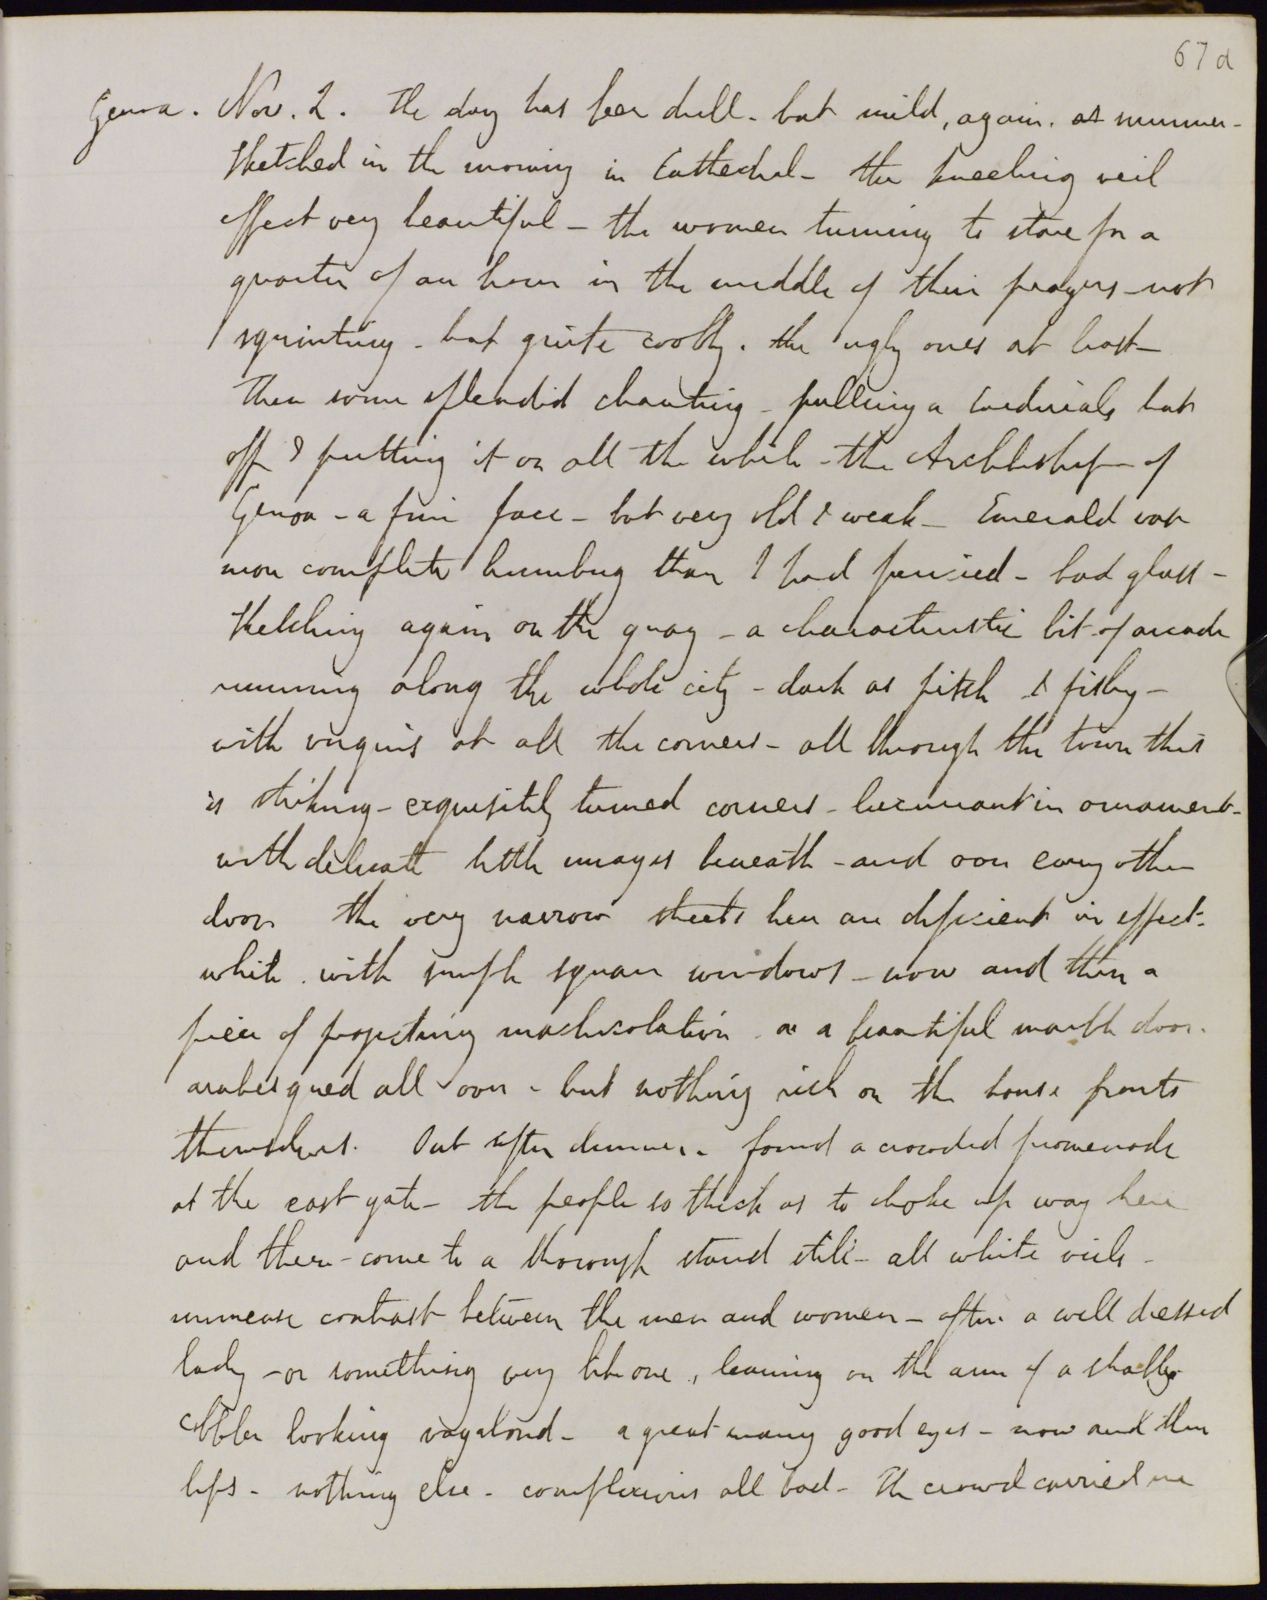 67 d
Genoa. Nov. 2. The day has been dull - but mild, again. as summer -
Sketched in the morning in Cathedral - the kneeling veil
effect very beautiful - the women turning to stare for a
quarter of an hour in the middle of their prayers - not
squinting - but quite coolly. the ugly ones at least -
Then some splendid chanting - pulling a Cardinals hat
off & putting it on all the while - the Archbishop of
Genoa - a fine face - but very old & weak - Emerald vase
more complete humbug than I had fancied - bad glass -
Sketching again on the quay - a characteristic bit of arcade
running along the whole city - dark as pitch & fishy -
with virgins at all the corners - all through the town this
is striking - exquisitely turned corners - luxuriant in ornament -
with delicate little images beneath - and over every other
door the very narrow streets here are deficient in effect.
white. with simple square windows - now and then a
piece of projecting machicolation or a beautiful marble door.
arabesqued all over - but nothing rich on the house fronts
themselves. Out after dinner. found a crowded promenade
at the east gate - the people so thick as to choke up way here
and there - come to a thorough stand still - all white veils -
immense contrast between the men and women - often a well dressed
lady - or something very like one, leaning on the arm of a shabby
cobbler looking vagabond - a great many good eyes - now and then
lips - nothing else - complexions all bad - The crowd carried me